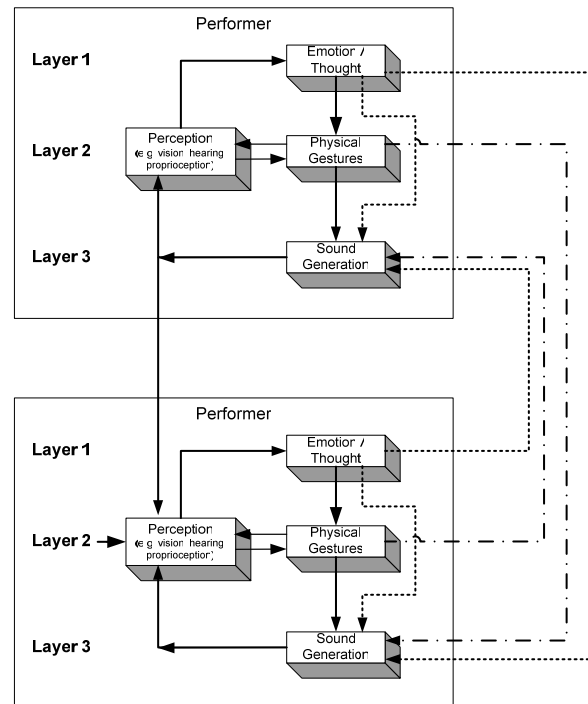 Performer
Layer 1
Emotion /
Thought
Layer 2
Perception
(e g vision hearing
proprioception)
Physical
Gestures
Layer 3
Sound
Generation
Performer
Layer 1
Emotion /
Thought
Layer 2
Perception
(e g vision hearing
proprioception)
Physical
Gestures
Layer 3
Sound
Generation